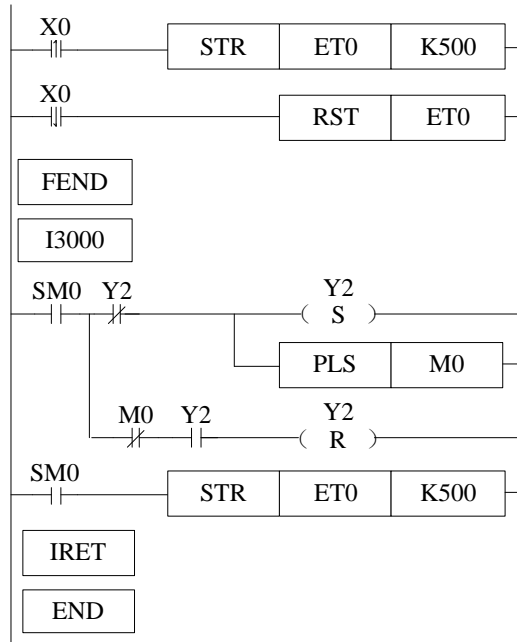 X0
STR ET0 K500
X0
RST ET0
FEND
I3000
SM0 Y2 Y2
( S )
PLS M0
M0 Y2 Y2
( R )
SM0
STR ET0 K500
IRET
END